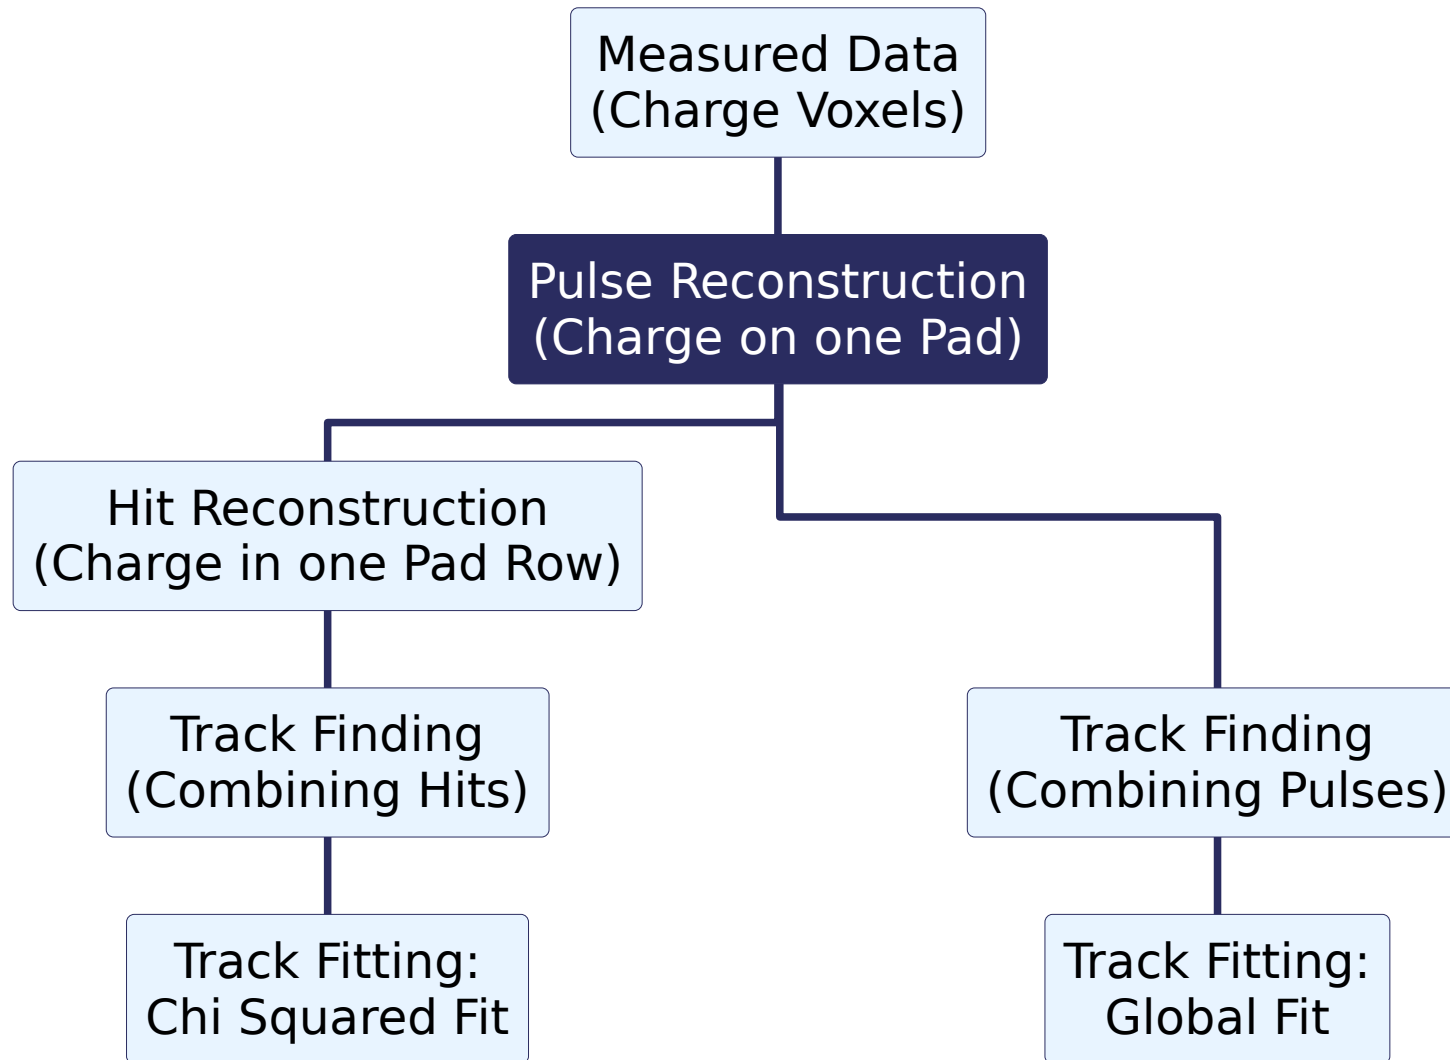 Measured Data
(Charge Voxels)
Pulse Reconstruction
(Charge on one Pad)
Hit Reconstruction
(Charge in one Pad Row)
Track Finding
(Combining Hits)
Track Finding
(Combining Pulses)
Track Fitting:
Chi Squared Fit
Track Fitting:
Global Fit